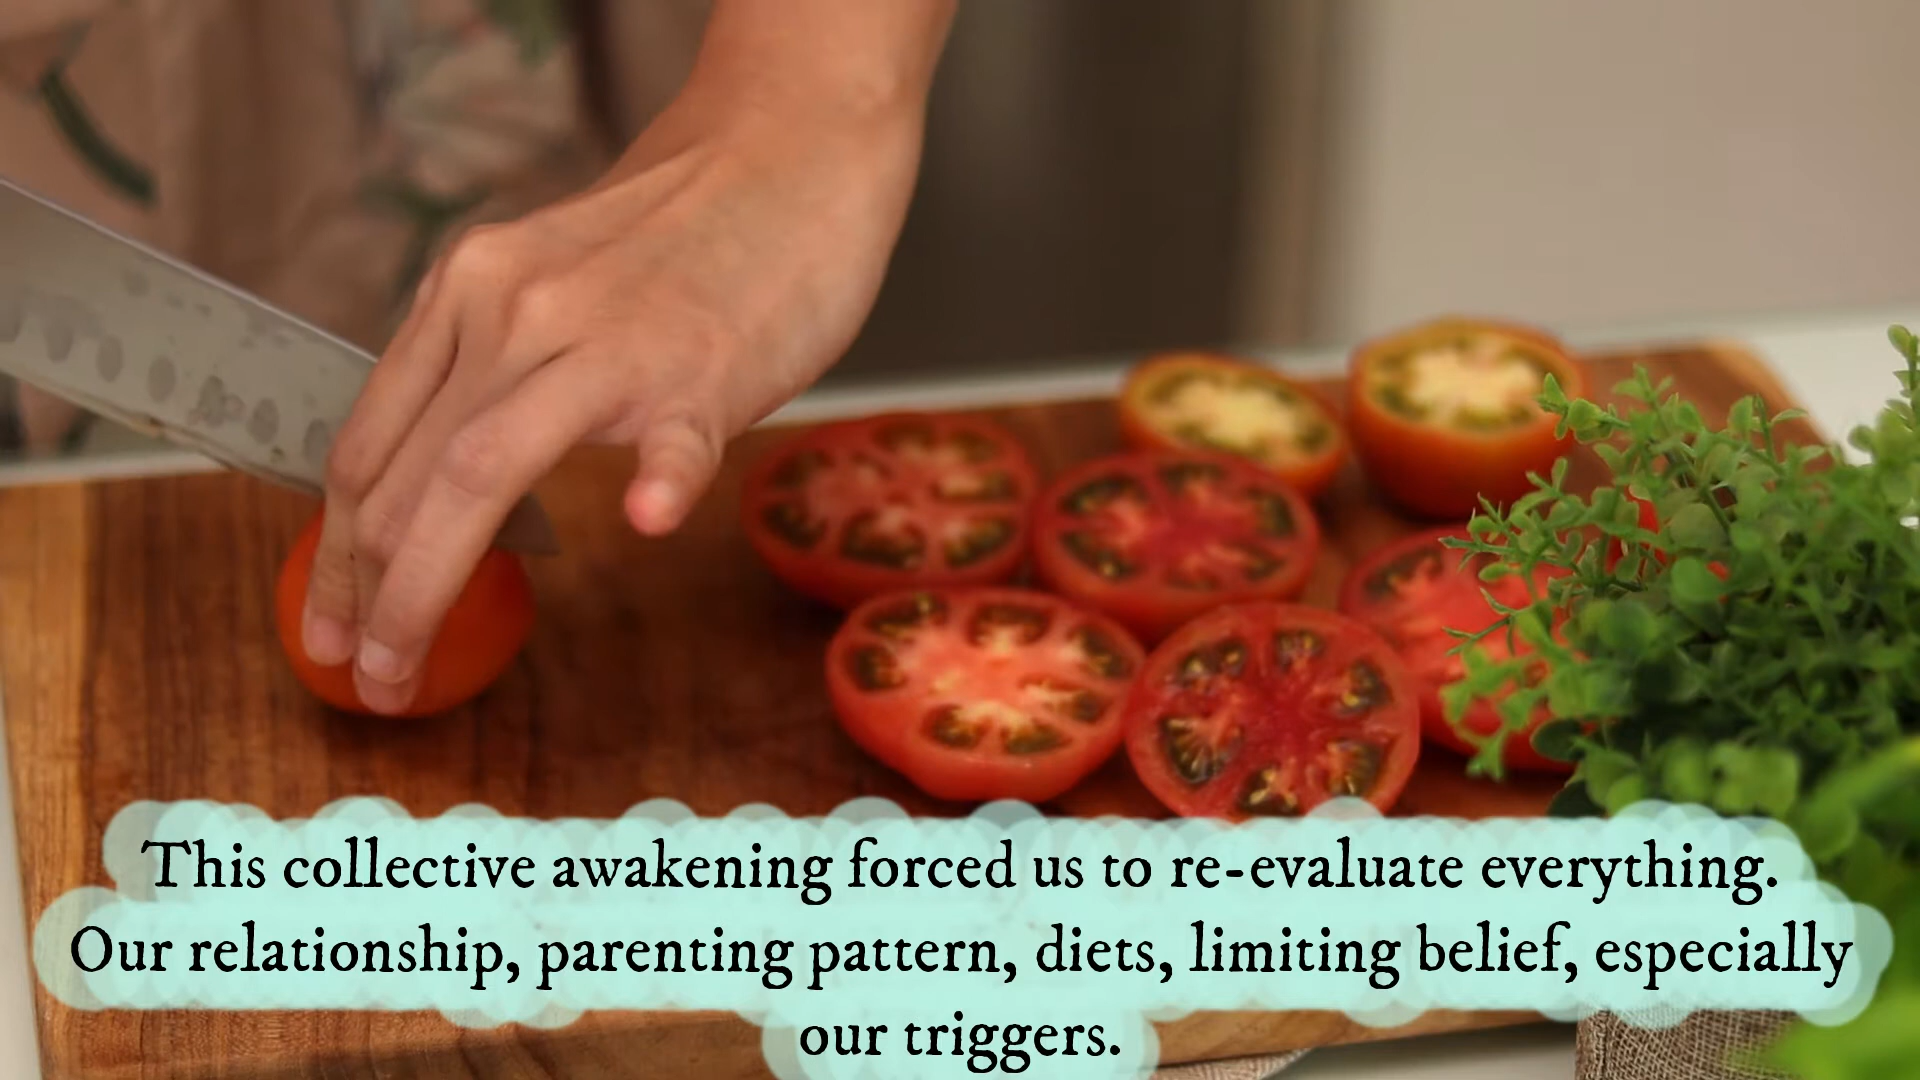 This collective awakening forced us to re-evaluate everything.
Our relationship, parenting pattern, diets, limiting belief, especially
our triggers.